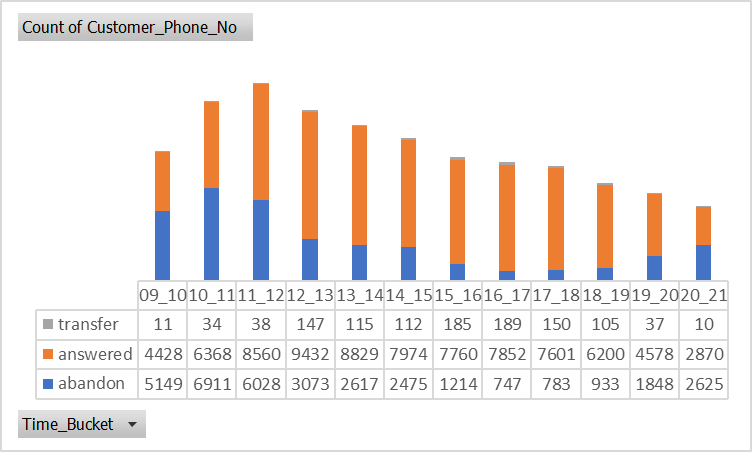 Count of Customer_Phone_No
09_10 10_11 11_12 12_13 13_14 14_15 15_16 16_17 17_18 18_19 19_20 20_21
transfer 11 34 38 147 115 112 185 189 150 105 37 10
answered 4428 6368 8560 9432 8829 7974 7760 7852 7601 6200 4578 2870
abandon 5149 6911 6028 3073 2617 2475 1214 747 783 933 1848 2625
Time_Bucket